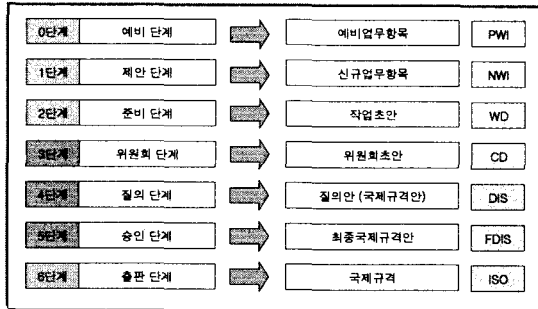 0단계 예비 단계 예비업무항목 PWI
1단계 제안 단계 신규업무항목 NWI
2단계 준비 단계 작업초안 WD
3단계 위원회 단계 위원회초안 CD
4단계 질의 단계 질의안 (국제규격안) DIS
5단계 승인 단계 최종국제규격안 FDIS
6단계 출판 단계 국제규격 ISO